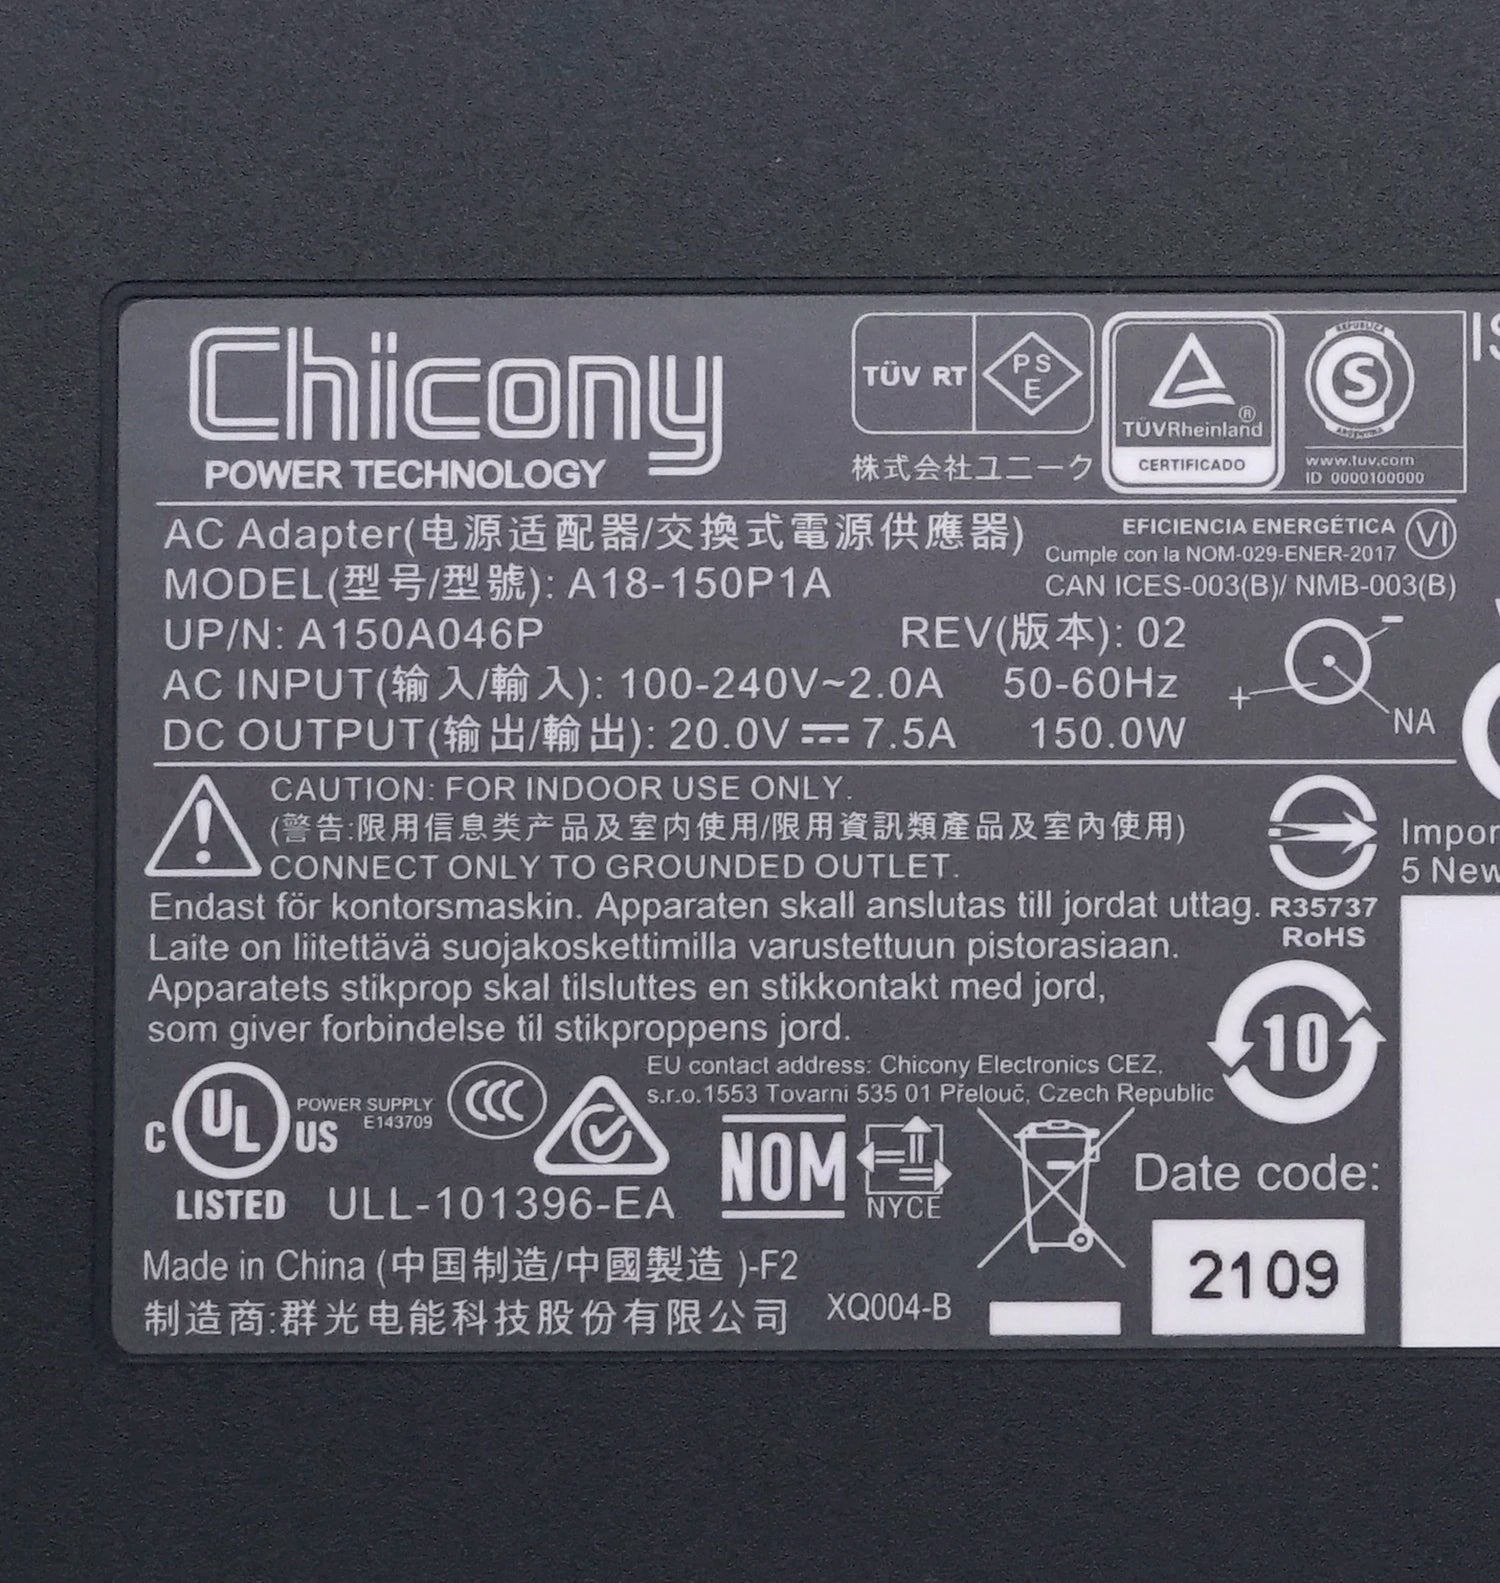 Chicony
POWER TECHNOLOGY
TÜV RT
PS
E
株式会社ユニーク
TÜVRheinland
®
CERTIFICADO
REPUBLICA
S
ARGENTINA
www.tuv.com
ID 0000100000
AC Adapter(电源适配器/交換式電源供應器)
EFICIENCIA ENERGÉTICA VI
Cumple con la NOM-029-ENER-2017
MODEL(型号/型號): A18-150P1A
CAN ICES-003(B)/ NMB-003(B)
UP/N: A150A046P REV(版本): 02
AC INPUT(输入/輸入): 100-240V~2.0A 50-60Hz
DC OUTPUT(输出/輸出): 20.0V⎓7.5A 150.0W
+ - NA
CAUTION: FOR INDOOR USE ONLY.
(警告:限用信息类产品及室内使用/限用資訊類產品及室內使用)
CONNECT ONLY TO GROUNDED OUTLET.
Endast för kontorsmaskin. Apparaten skall anslutas till jordat uttag.
Laite on liitettävä suojakoskettimilla varustettuun pistorasiaan.
Apparatets stikprop skal tilsluttes en stikkontakt med jord,
som giver forbindelse til stikproppens jord.
R35737
RoHS
5 New
10
EU contact address: Chicony Electronics CEZ,
s.r.o.1553 Tovarni 535 01 Přelouč, Czech Republic
C UL US
LISTED
POWER SUPPLY
E143709
CCC
ULL-101396-EA
NOM
NYCE
Date code:
2109
Made in China (中国制造/中國製造 )-F2
制造商:群光电能科技股份有限公司
XQ004-B